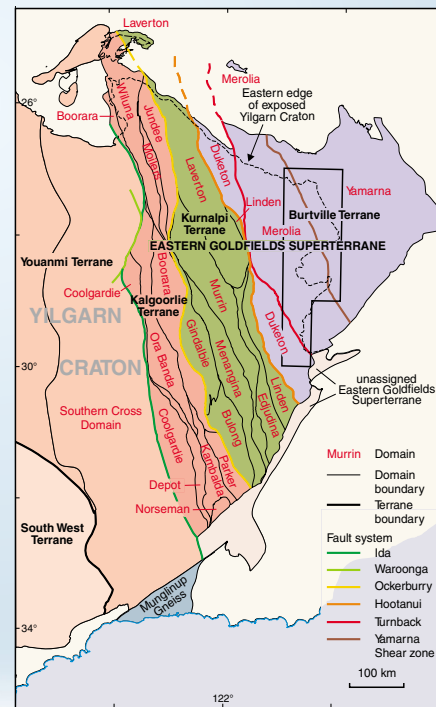 Laverton
Merolia
Eastern edge
of exposed
Yilgarn Craton
26°
Boorara
Wiluna
Jundee
Moilers
Duketon
Laverton
Linden
Yamarna
Kurnalpi
Terrane
Burtville Terrane
Merolia
EASTERN GOLDFIELDS SUPERTERRANE
Youanmi Terrane
Boorara
Coolgardie
Kalgoorlie
Terrane
Murrin
YILGARN
CRATON
Gindalbie
Duketon
30°
Ora Banda
Menangina
unassigned
Eastern Goldfields
Superterrane
Southern Cross
Domain
Coolgardie
Linden
Edjudina
Bulong
Parker
Kambalda
Depot
Norseman
South West
Terrane
Munglinup
Gneiss
34°
122°
Murrin Domain
Domain
boundary
Terrane
boundary
Fault system
Ida
Waroonga
Ockerburry
Hootanui
Turnback
Yamarna
Shear zone
100 km